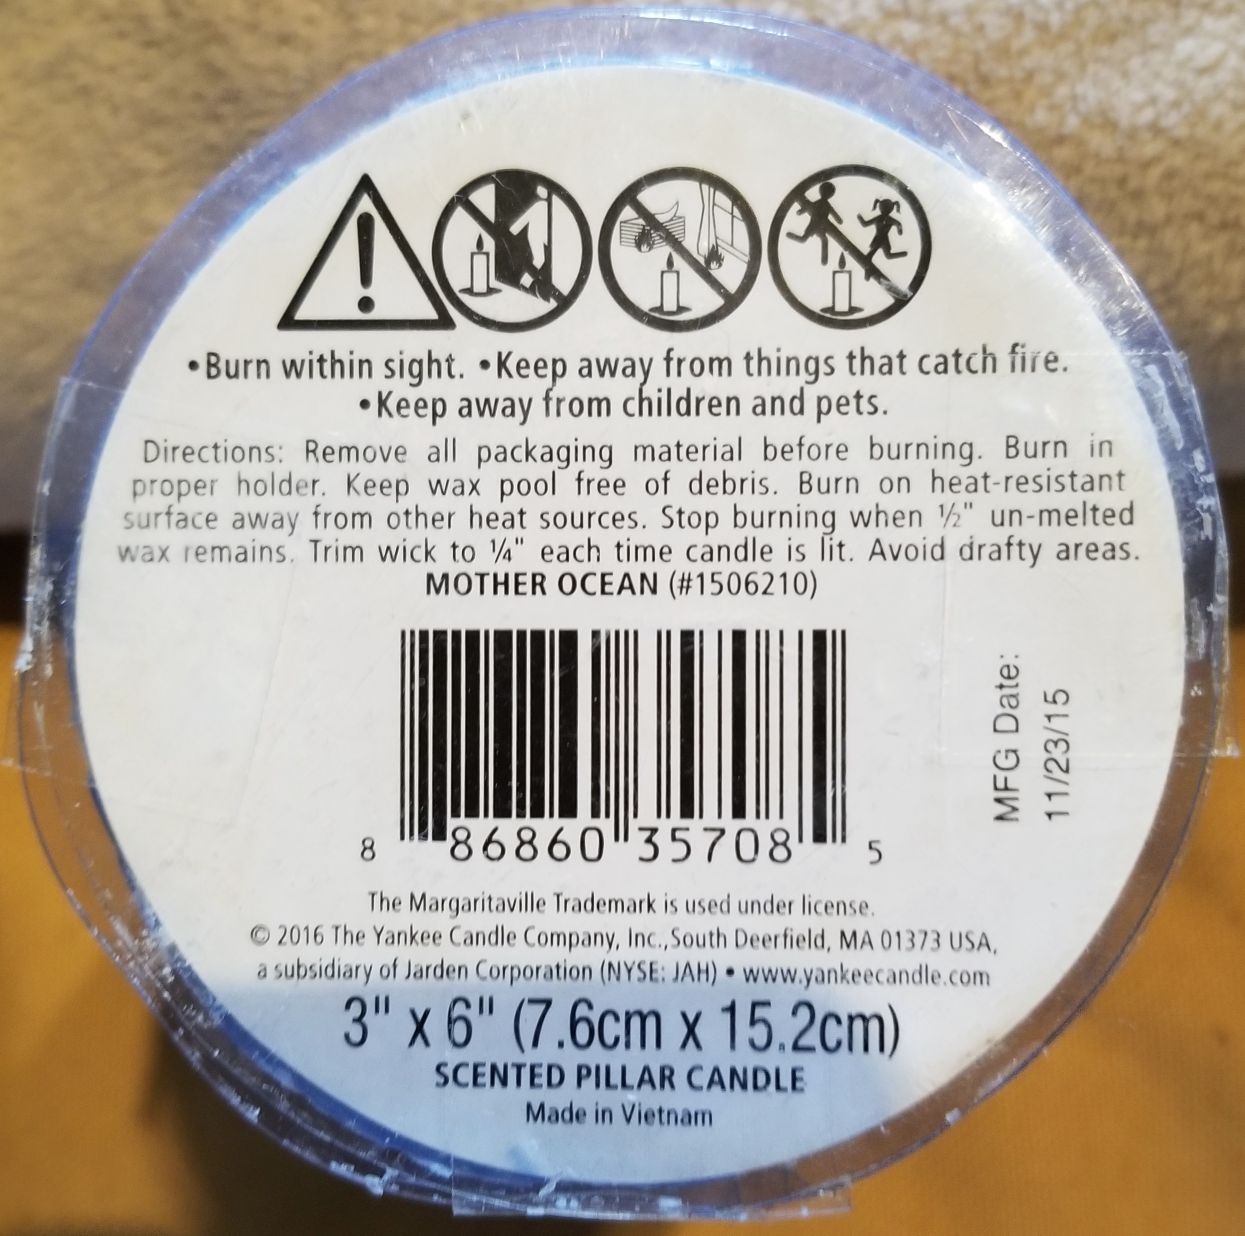 •Burn within sight. •Keep away from things that catch fire.
•Keep away from children and pets.
Directions: Remove all packaging material before burning. Burn in
proper holder. Keep wax pool free of debris. Burn on heat-resistant
surface away from other heat sources. Stop burning when ½" un-melted
wax remains. Trim wick to ¼" each time candle is lit. Avoid drafty areas.
MOTHER OCEAN (#1506210)
MFG Date:
11/23/15
8 86860 35708 5
The Margaritaville Trademark is used under license.
© 2016 The Yankee Candle Company, Inc.,South Deerfield, MA 01373 USA,
a subsidiary of Jarden Corporation (NYSE: JAH) • www.yankeecandle.com
3" x 6" (7.6cm x 15.2cm)
SCENTED PILLAR CANDLE
Made in Vietnam